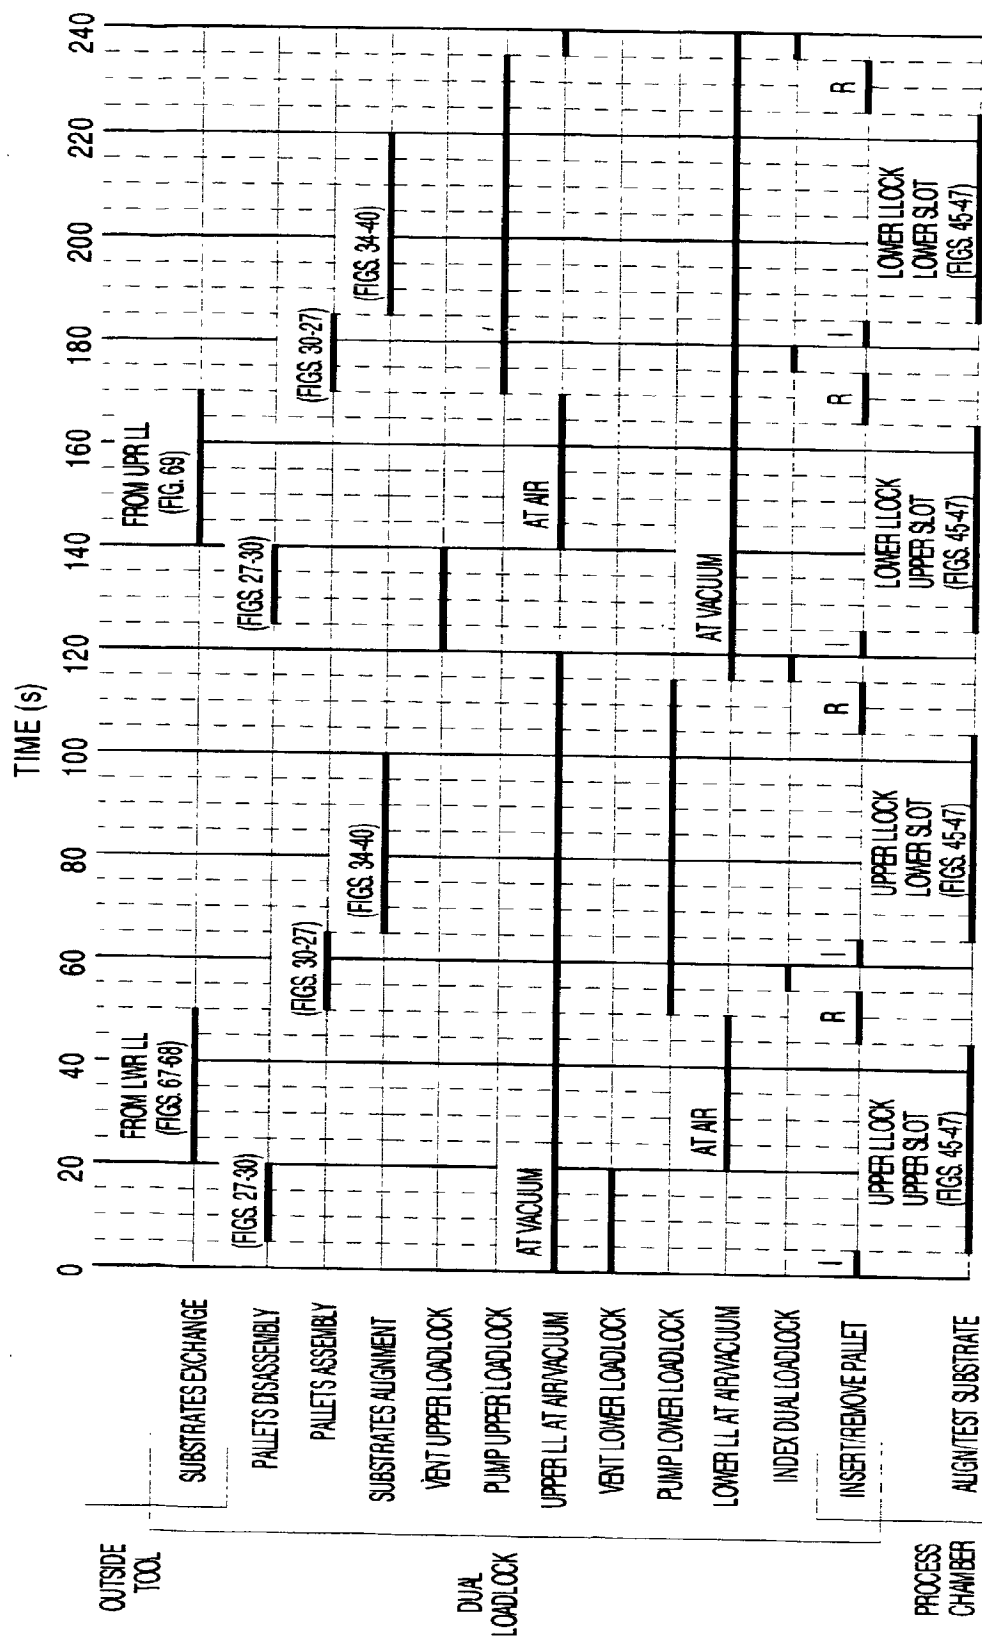 TIME (s)
0 20 40 60 80 100 120 140 160 180 200 220 240
OUTSIDE
TOOL
SUBSTRATES EXCHANGE
FROM LWR LL
(FIGS. 67-68)
FROM UPR LL
(FIG. 69)
DUAL
LOADLOCK
PALLETS DISASSEMBLY
(FIGS. 27-30)
(FIGS. 27-30)
PALLETS ASSEMBLY
(FIGS. 30-27)
(FIGS. 30-27)
SUBSTRATES ALIGNMENT
(FIGS. 34-40)
(FIGS. 34-40)
VENT UPPER LOADLOCK
PUMP UPPER LOADLOCK
UPPER LL AT AIR/VACUUM
AT VACUUM
AT AIR
VENT LOWER LOADLOCK
PUMP LOWER LOADLOCK
LOWER LL AT AIR/VACUUM
AT AIR
AT VACUUM
INDEX DUAL LOADLOCK
INSERT/REMOVE PALLET
I R I R I R I R
PROCESS
CHAMBER
ALIGN/TEST SUBSTRATE
UPPER LLOCK
UPPER SLOT
(FIGS. 45-47)
UPPER LLOCK
LOWER SLOT
(FIGS. 45-47)
LOWER LLOCK
UPPER SLOT
(FIGS. 45-47)
LOWER LLOCK
LOWER SLOT
(FIGS. 45-47)